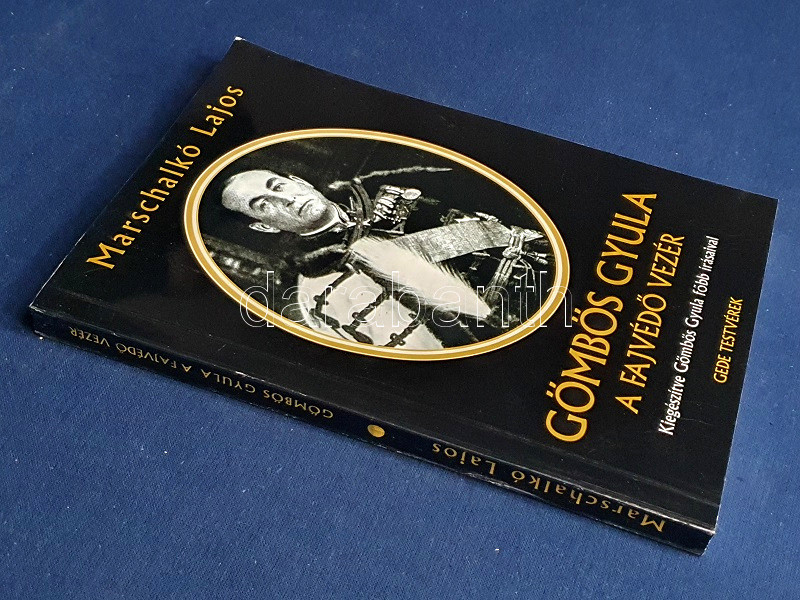 Marschalkó Lajos
GÖMBÖS GYULA
A FAJVÉDŐ VEZÉR
Kiegészítve Gömbös Gyula főbb írásaival
GEDE TESTVÉREK
Marschalkó Lajos
GÖMBÖS GYULA A FAJVÉDŐ VEZÉR
darabanth